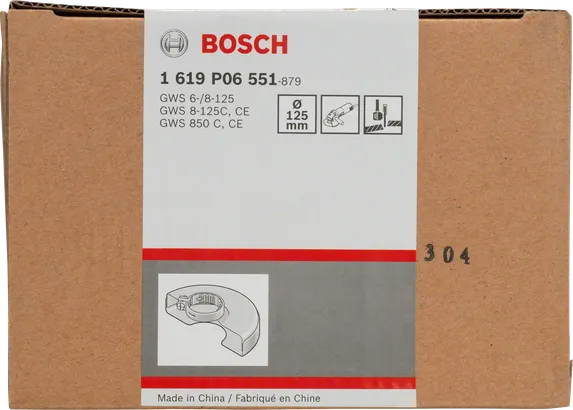 BOSCH
1 619 P06 551-879
GWS 6-/8-125
GWS 8-125C, CE
GWS 850 C, CE
Ø
125
mm
304
Made in China / Fabriqué en Chine